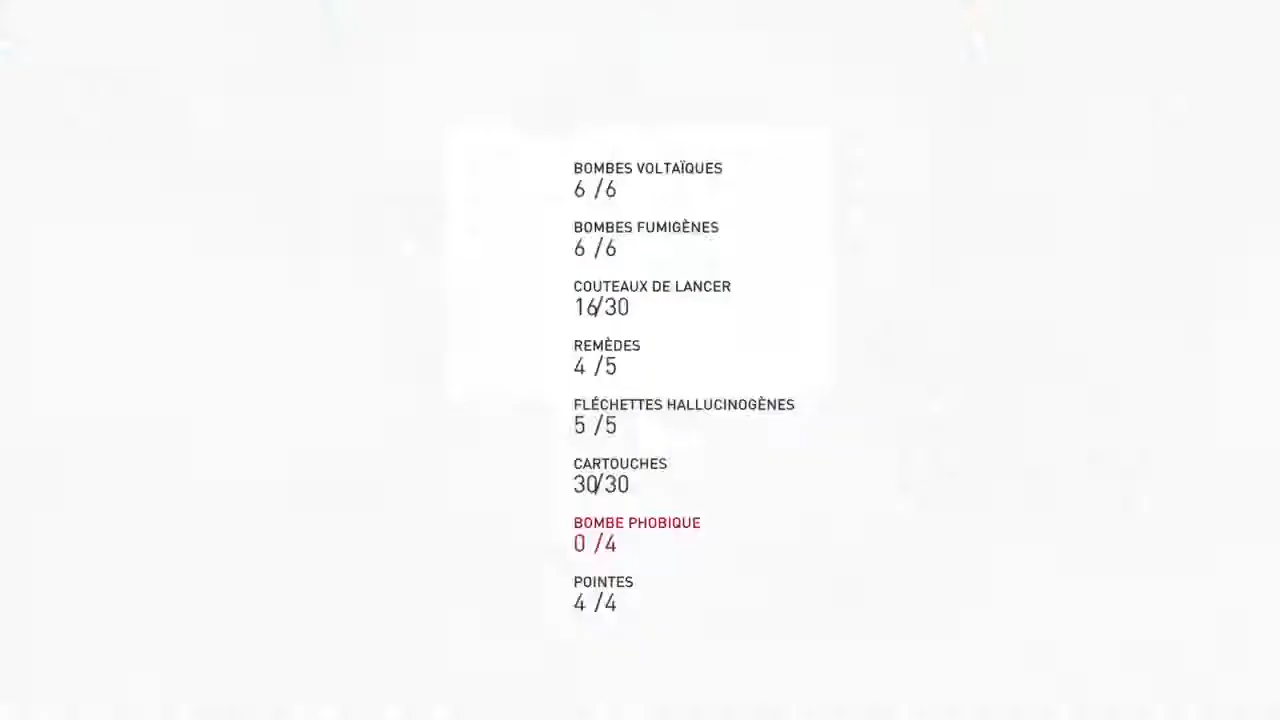 BOMBES VOLTAÏQUES
6 /6
BOMBES FUMIGÈNES
6 /6
COUTEAUX DE LANCER
16/30
REMÈDES
4 /5
FLÉCHETTES HALLUCINOGÈNES
5 /5
CARTOUCHES
30/30
BOMBE PHOBIQUE
0 /4
POINTES
4 /4